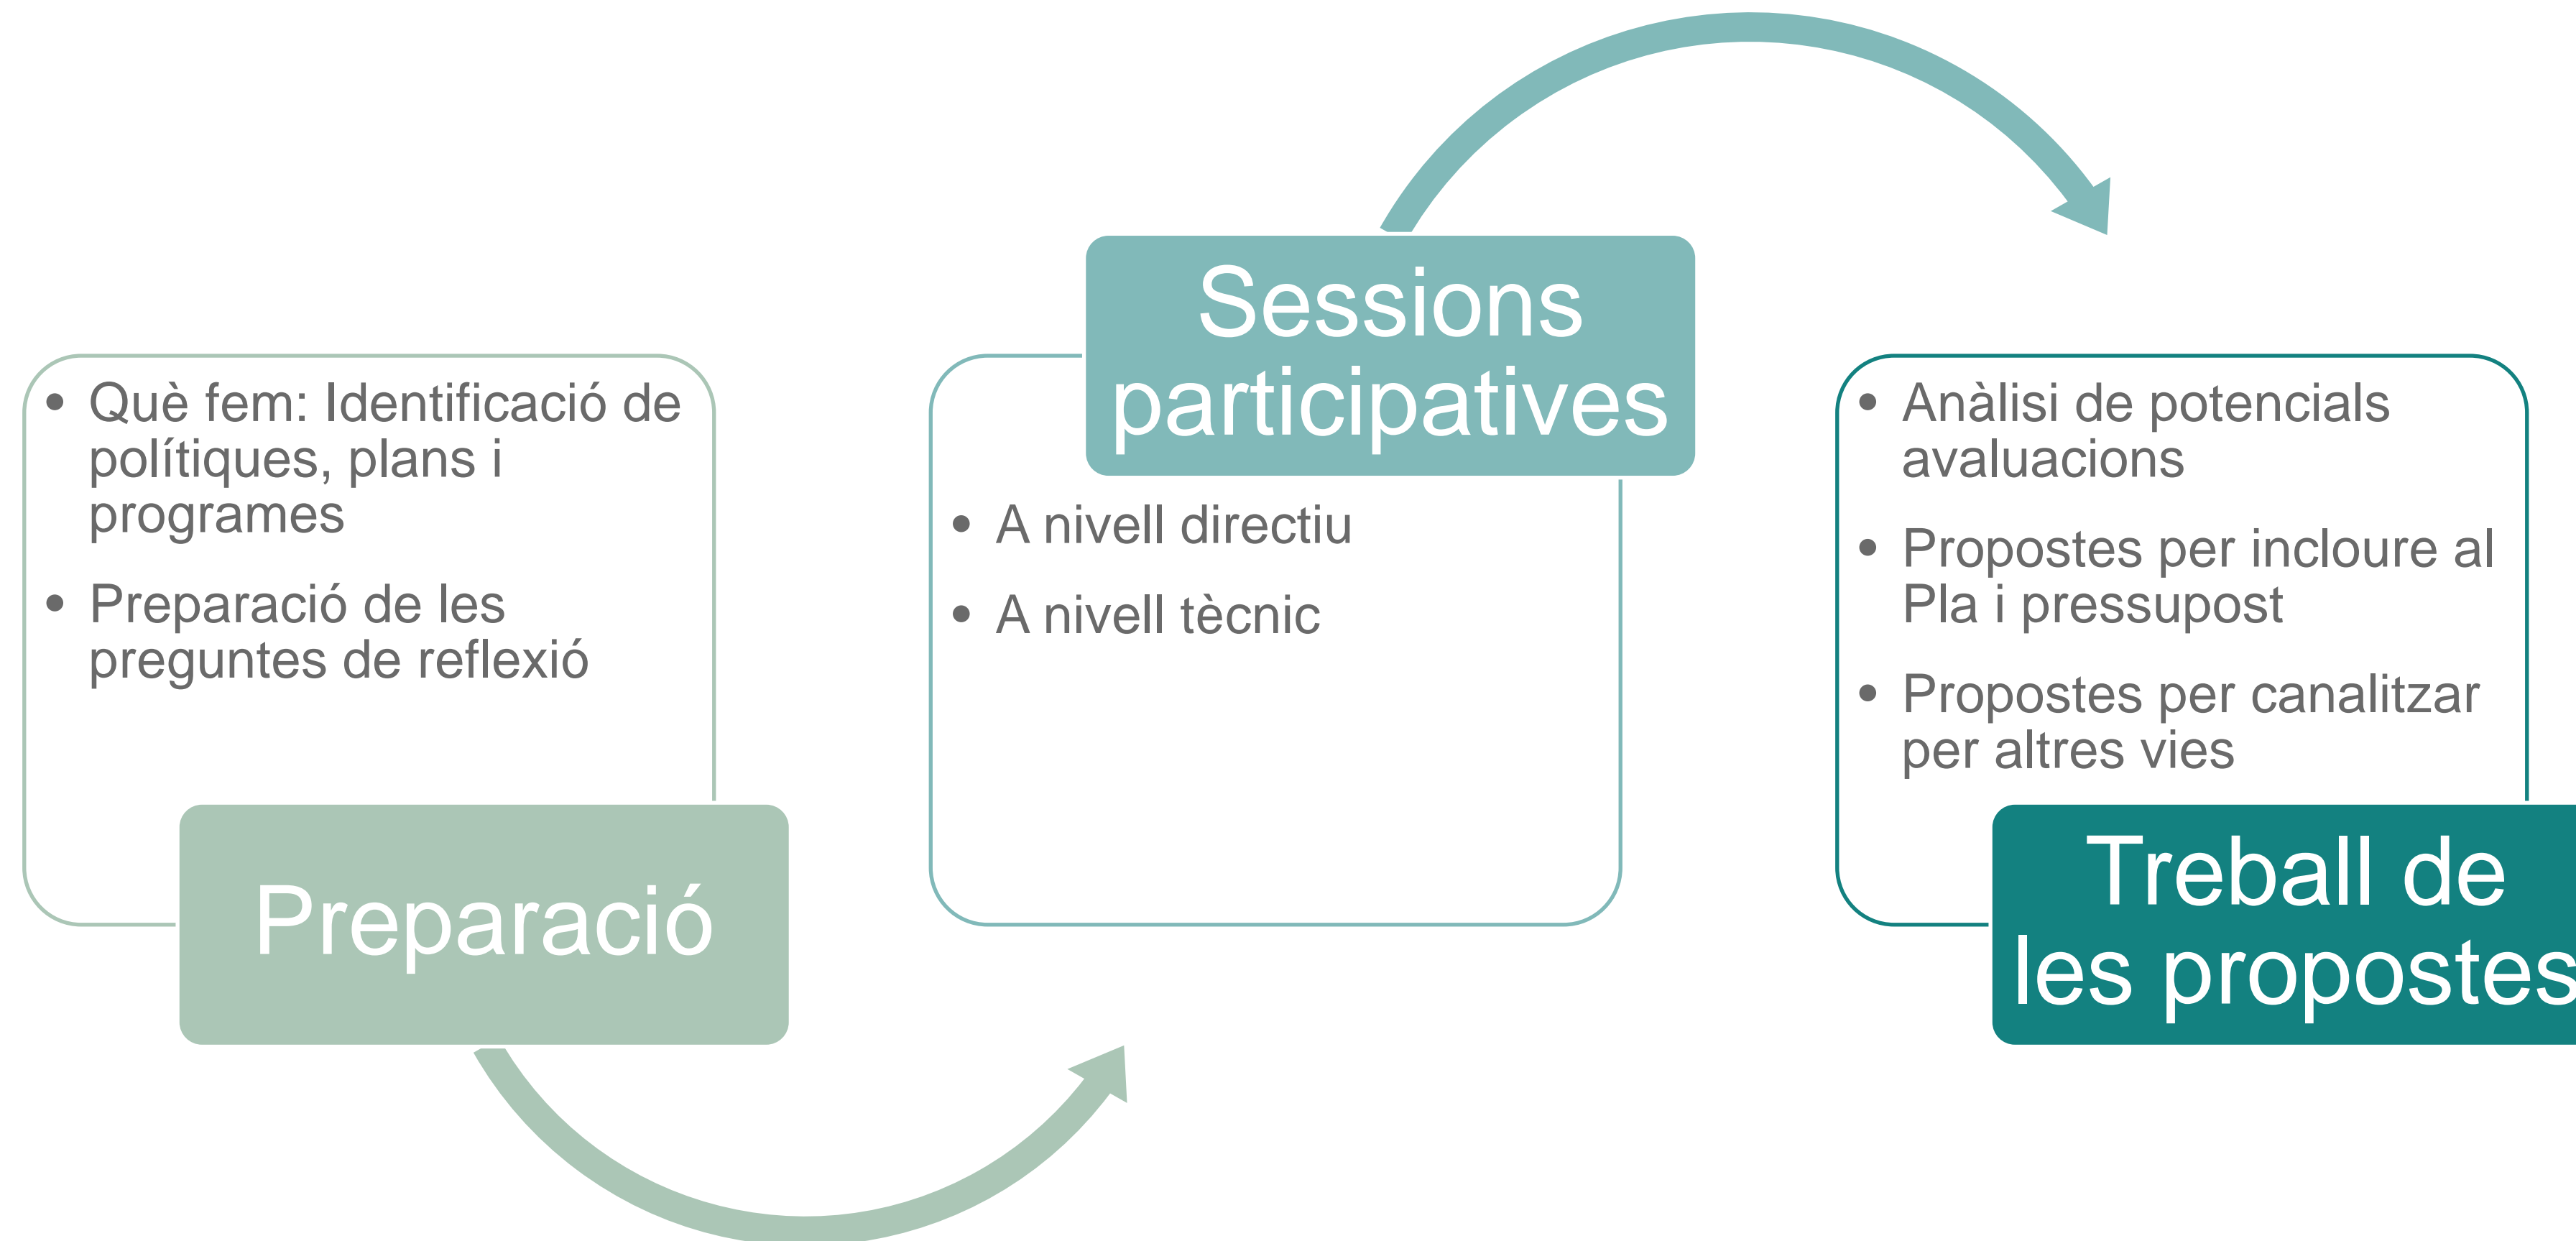 • Què fem: Identificació de
polítiques, plans i
programes
• Preparació de les
preguntes de reflexió
Preparació
Sessions
participatives
• A nivell directiu
• A nivell tècnic
• Anàlisi de potencials
avaluacions
• Propostes per incloure al
Pla i pressupost
• Propostes per canalitzar
per altres vies
Treball de
les propostes